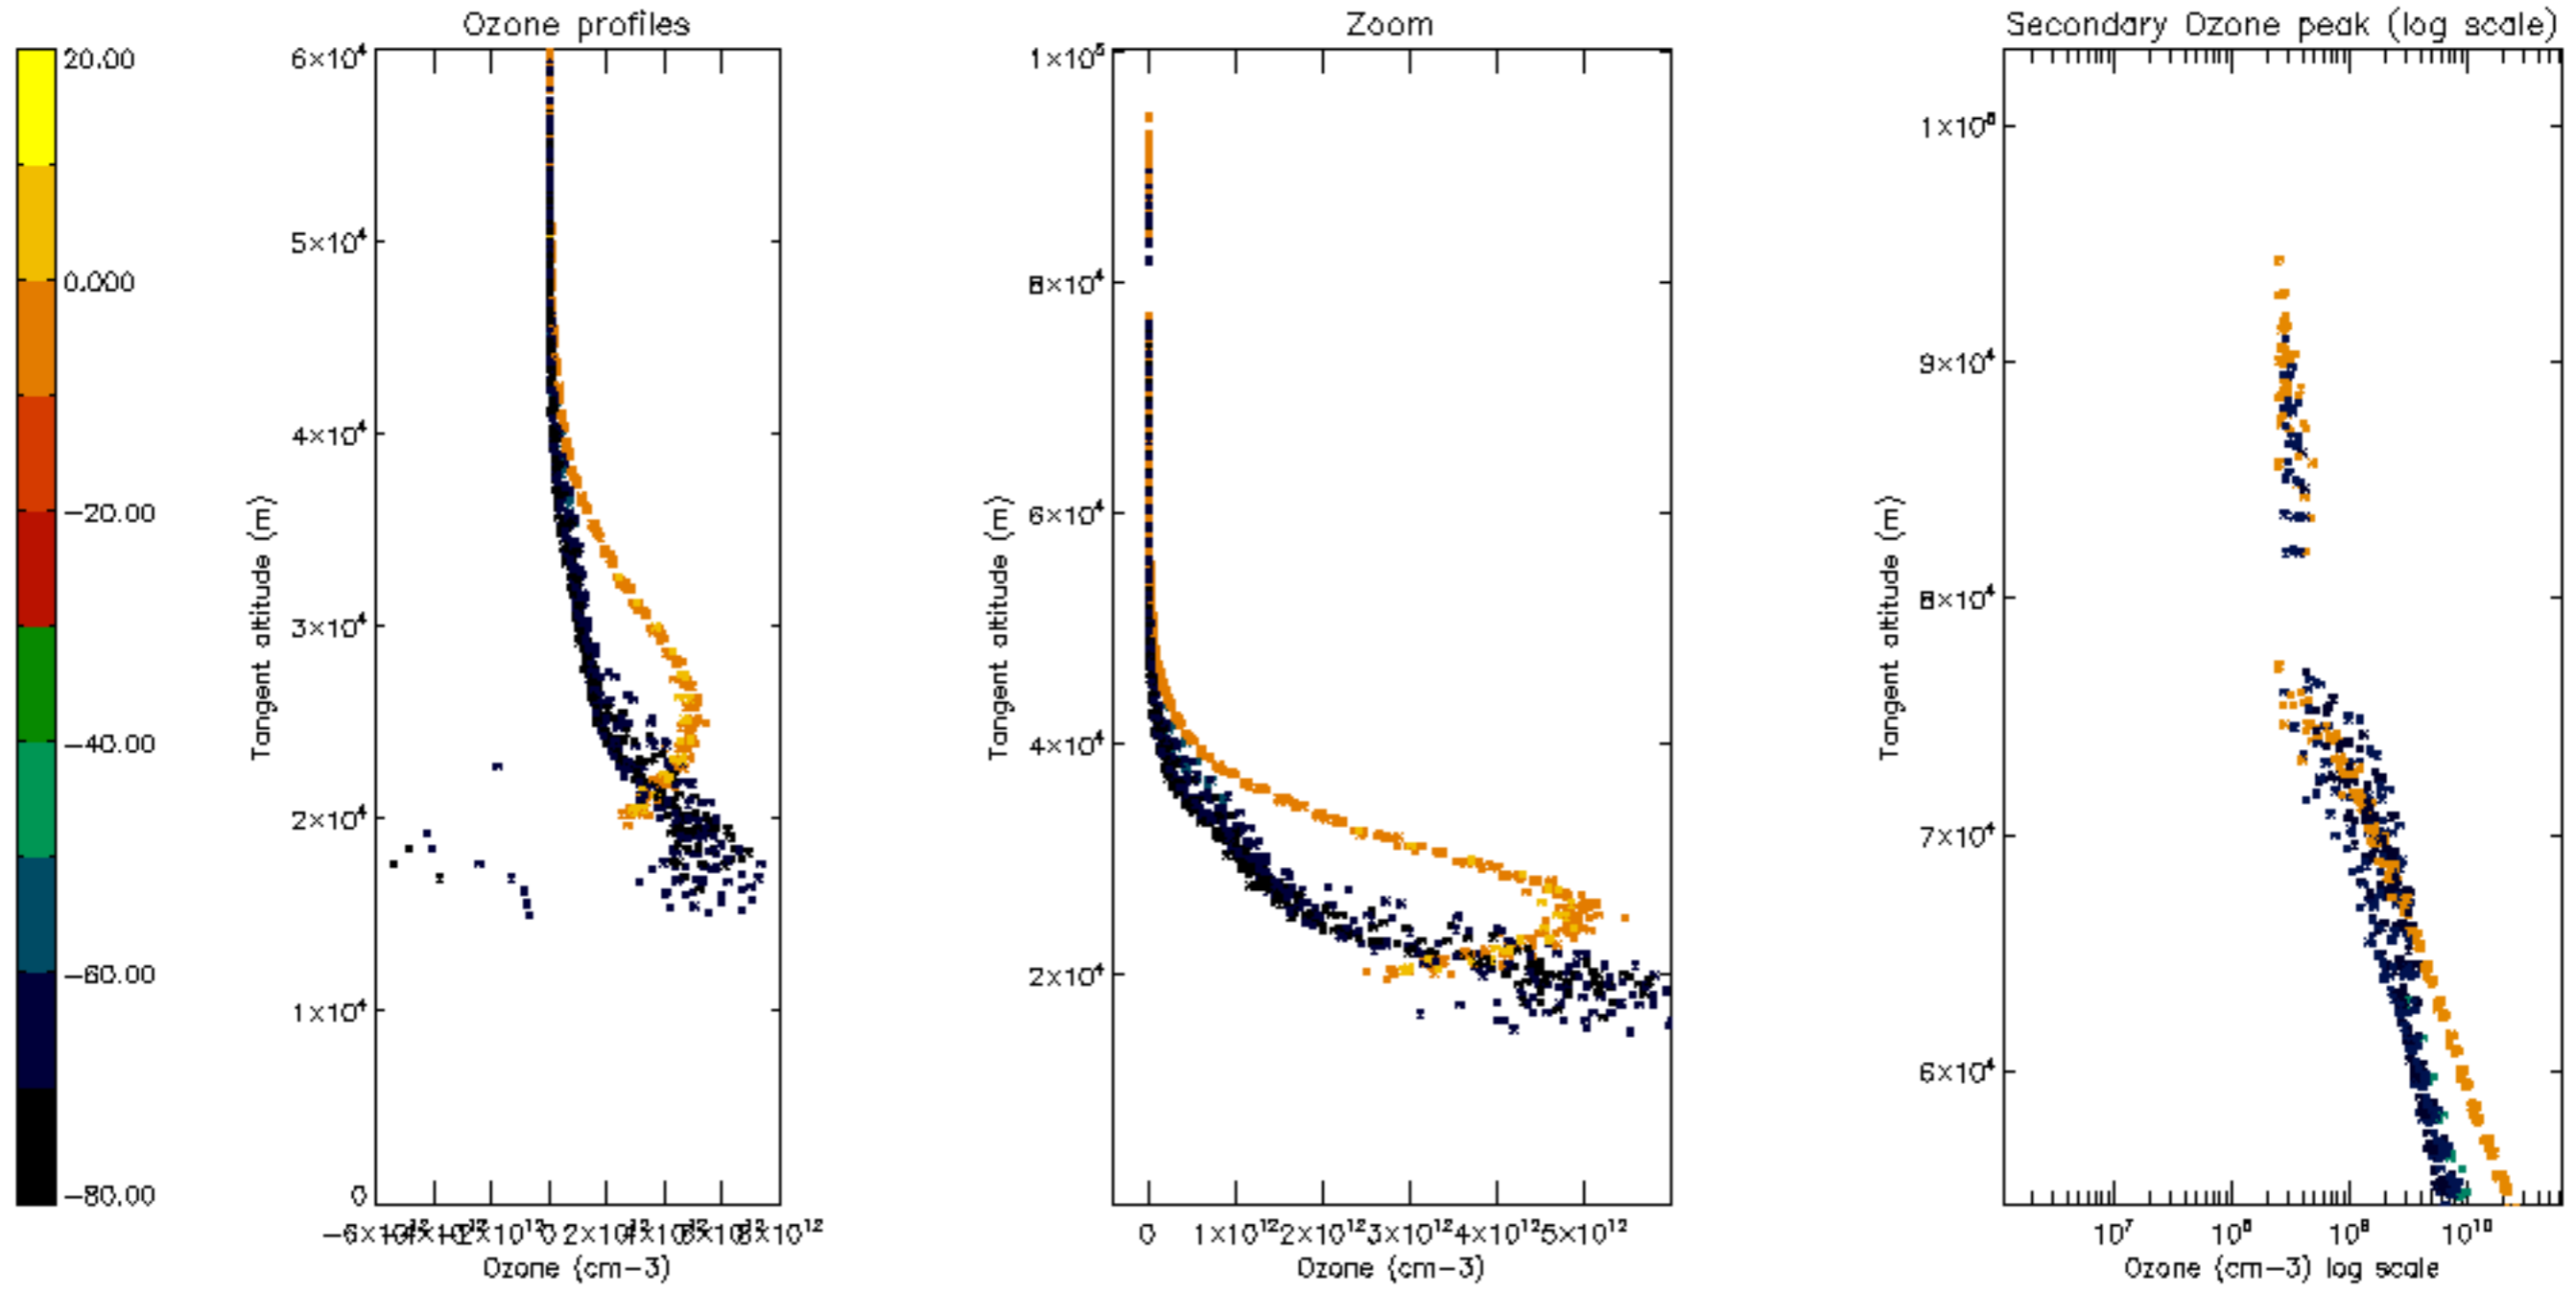 Ozone profiles
Zoom
Secondary Ozone peak (log scale)
20.00
0.000
−20.00
−40.00
−60.00
−80.00
6×10⁴
5×10⁴
4×10⁴
3×10⁴
2×10⁴
1×10⁴
0
Tangent altitude (m)
0
8×10¹²
Ozone (cm−3)
1×10⁵
8×10⁴
6×10⁴
4×10⁴
2×10⁴
Tangent altitude (m)
0 1×10¹² 2×10¹² 3×10¹² 4×10¹² 5×10¹²
Ozone (cm−3)
1×10⁵
9×10⁴
8×10⁴
7×10⁴
6×10⁴
Tangent altitude (m)
10⁷ 10⁸ 10⁹ 10¹⁰
Ozone (cm−3) log scale